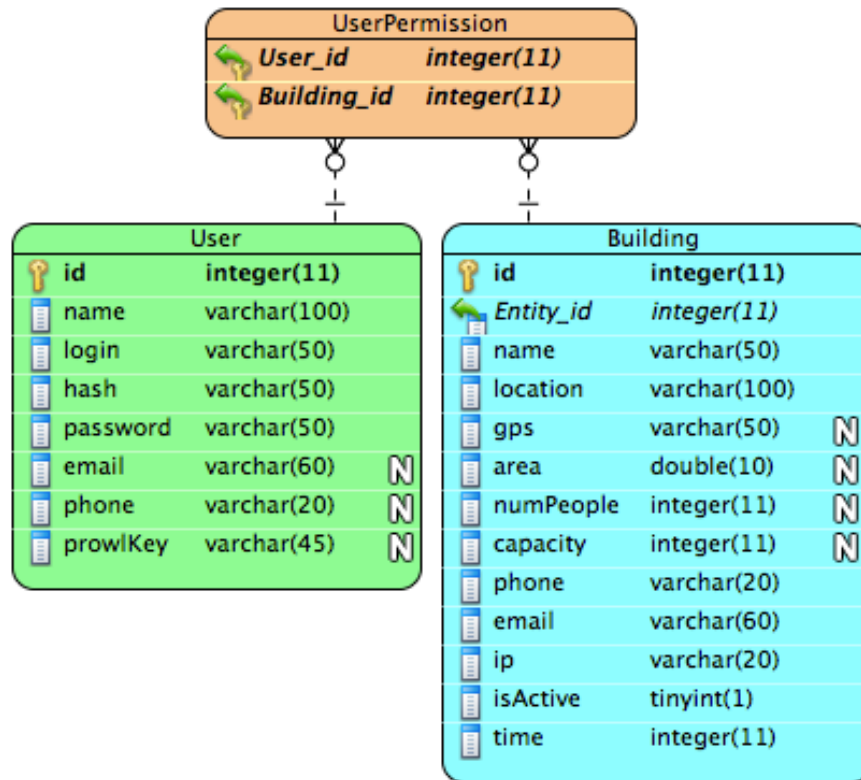 UserPermission
User_id integer(11)
Building_id integer(11)
User
id integer(11)
name varchar(100)
login varchar(50)
hash varchar(50)
password varchar(50)
email varchar(60) N
phone varchar(20) N
prowlKey varchar(45) N
Building
id integer(11)
Entity_id integer(11)
name varchar(50)
location varchar(100)
gps varchar(50) N
area double(10) N
numPeople integer(11) N
capacity integer(11) N
phone varchar(20)
email varchar(60)
ip varchar(20)
isActive tinyint(1)
time integer(11)